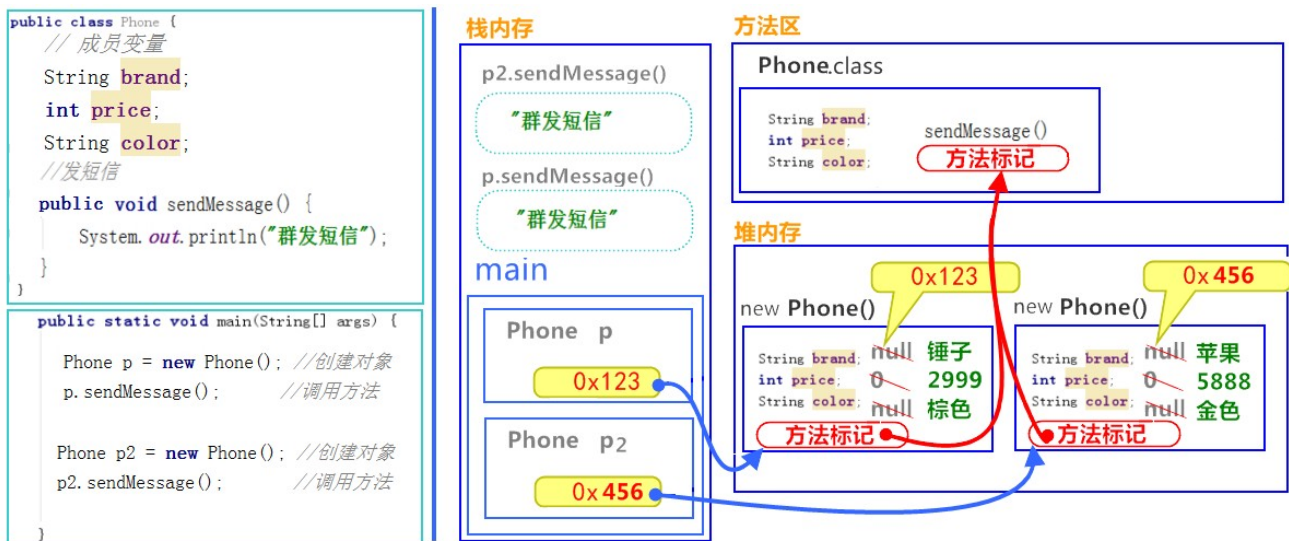 public class Phone {
// 成员变量
String brand;
int price;
String color;
//发短信
public void sendMessage() {
System.out.println("群发短信");
}
}
public static void main(String[] args) {
Phone p = new Phone(); //创建对象
p.sendMessage(); //调用方法
Phone p2 = new Phone(); //创建对象
p2.sendMessage(); //调用方法
}
栈内存
p2.sendMessage()
"群发短信"
p.sendMessage()
"群发短信"
main
Phone p
0x123
Phone p2
0x456
方法区
Phone.class
String brand;
int price;
String color;
sendMessage()
方法标记
堆内存
0x123
new Phone()
String brand; null 锤子
int price; 0 2999
String color; null 棕色
方法标记
0x456
new Phone()
String brand; null 苹果
int price; 0 5888
String color; null 金色
方法标记